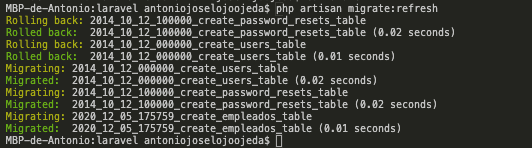 MBP-de-Antonio:laravel antoniojoselojoojeda$ php artisan migrate:refresh
Rolling back: 2014_10_12_100000_create_password_resets_table
Rolled back:  2014_10_12_100000_create_password_resets_table (0.02 seconds)
Rolling back: 2014_10_12_000000_create_users_table
Rolled back:  2014_10_12_000000_create_users_table (0.01 seconds)
Migrating: 2014_10_12_000000_create_users_table
Migrated:  2014_10_12_000000_create_users_table (0.02 seconds)
Migrating: 2014_10_12_100000_create_password_resets_table
Migrated:  2014_10_12_100000_create_password_resets_table (0.02 seconds)
Migrating: 2020_12_05_175759_create_empleados_table
Migrated:  2020_12_05_175759_create_empleados_table (0.01 seconds)
MBP-de-Antonio:laravel antoniojoselojoojeda$